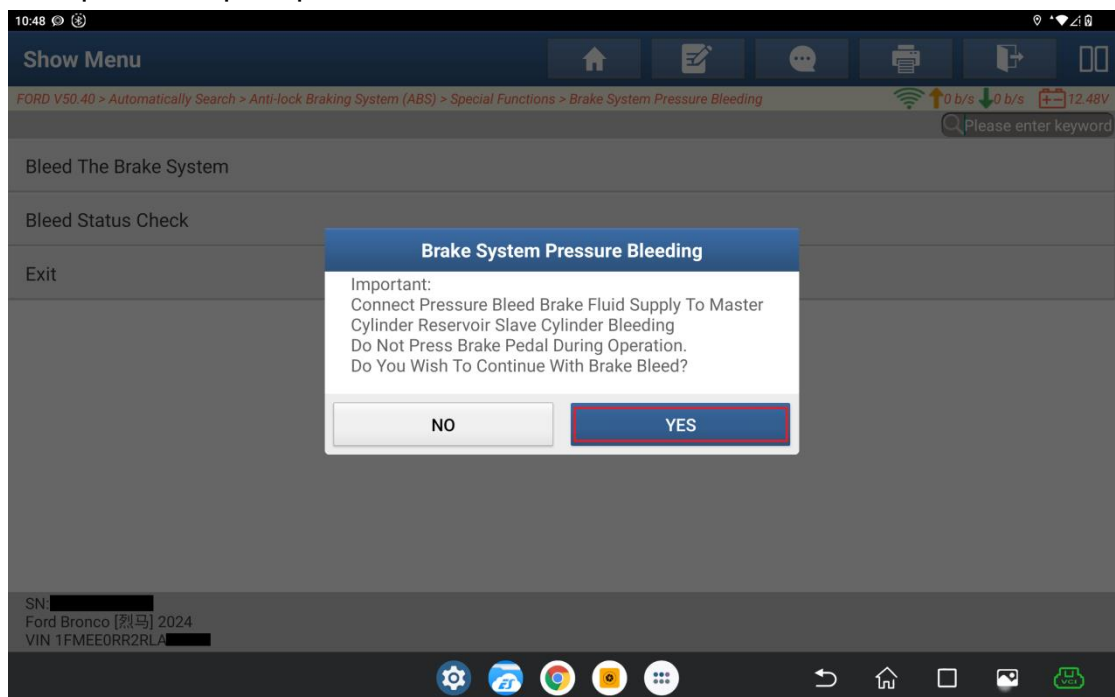 10:48
Show Menu
FORD V50.40 > Automatically Search > Anti-lock Braking System (ABS) > Special Functions > Brake System Pressure Bleeding
0 b/s 0 b/s 12.48V
Please enter keyword
Bleed The Brake System
Bleed Status Check
Exit
Brake System Pressure Bleeding
Important:
Connect Pressure Bleed Brake Fluid Supply To Master
Cylinder Reservoir Slave Cylinder Bleeding
Do Not Press Brake Pedal During Operation.
Do You Wish To Continue With Brake Bleed?
NO YES
SN:
Ford Bronco [烈马] 2024
VIN 1FMEE0RR2RLA
ES
VCI